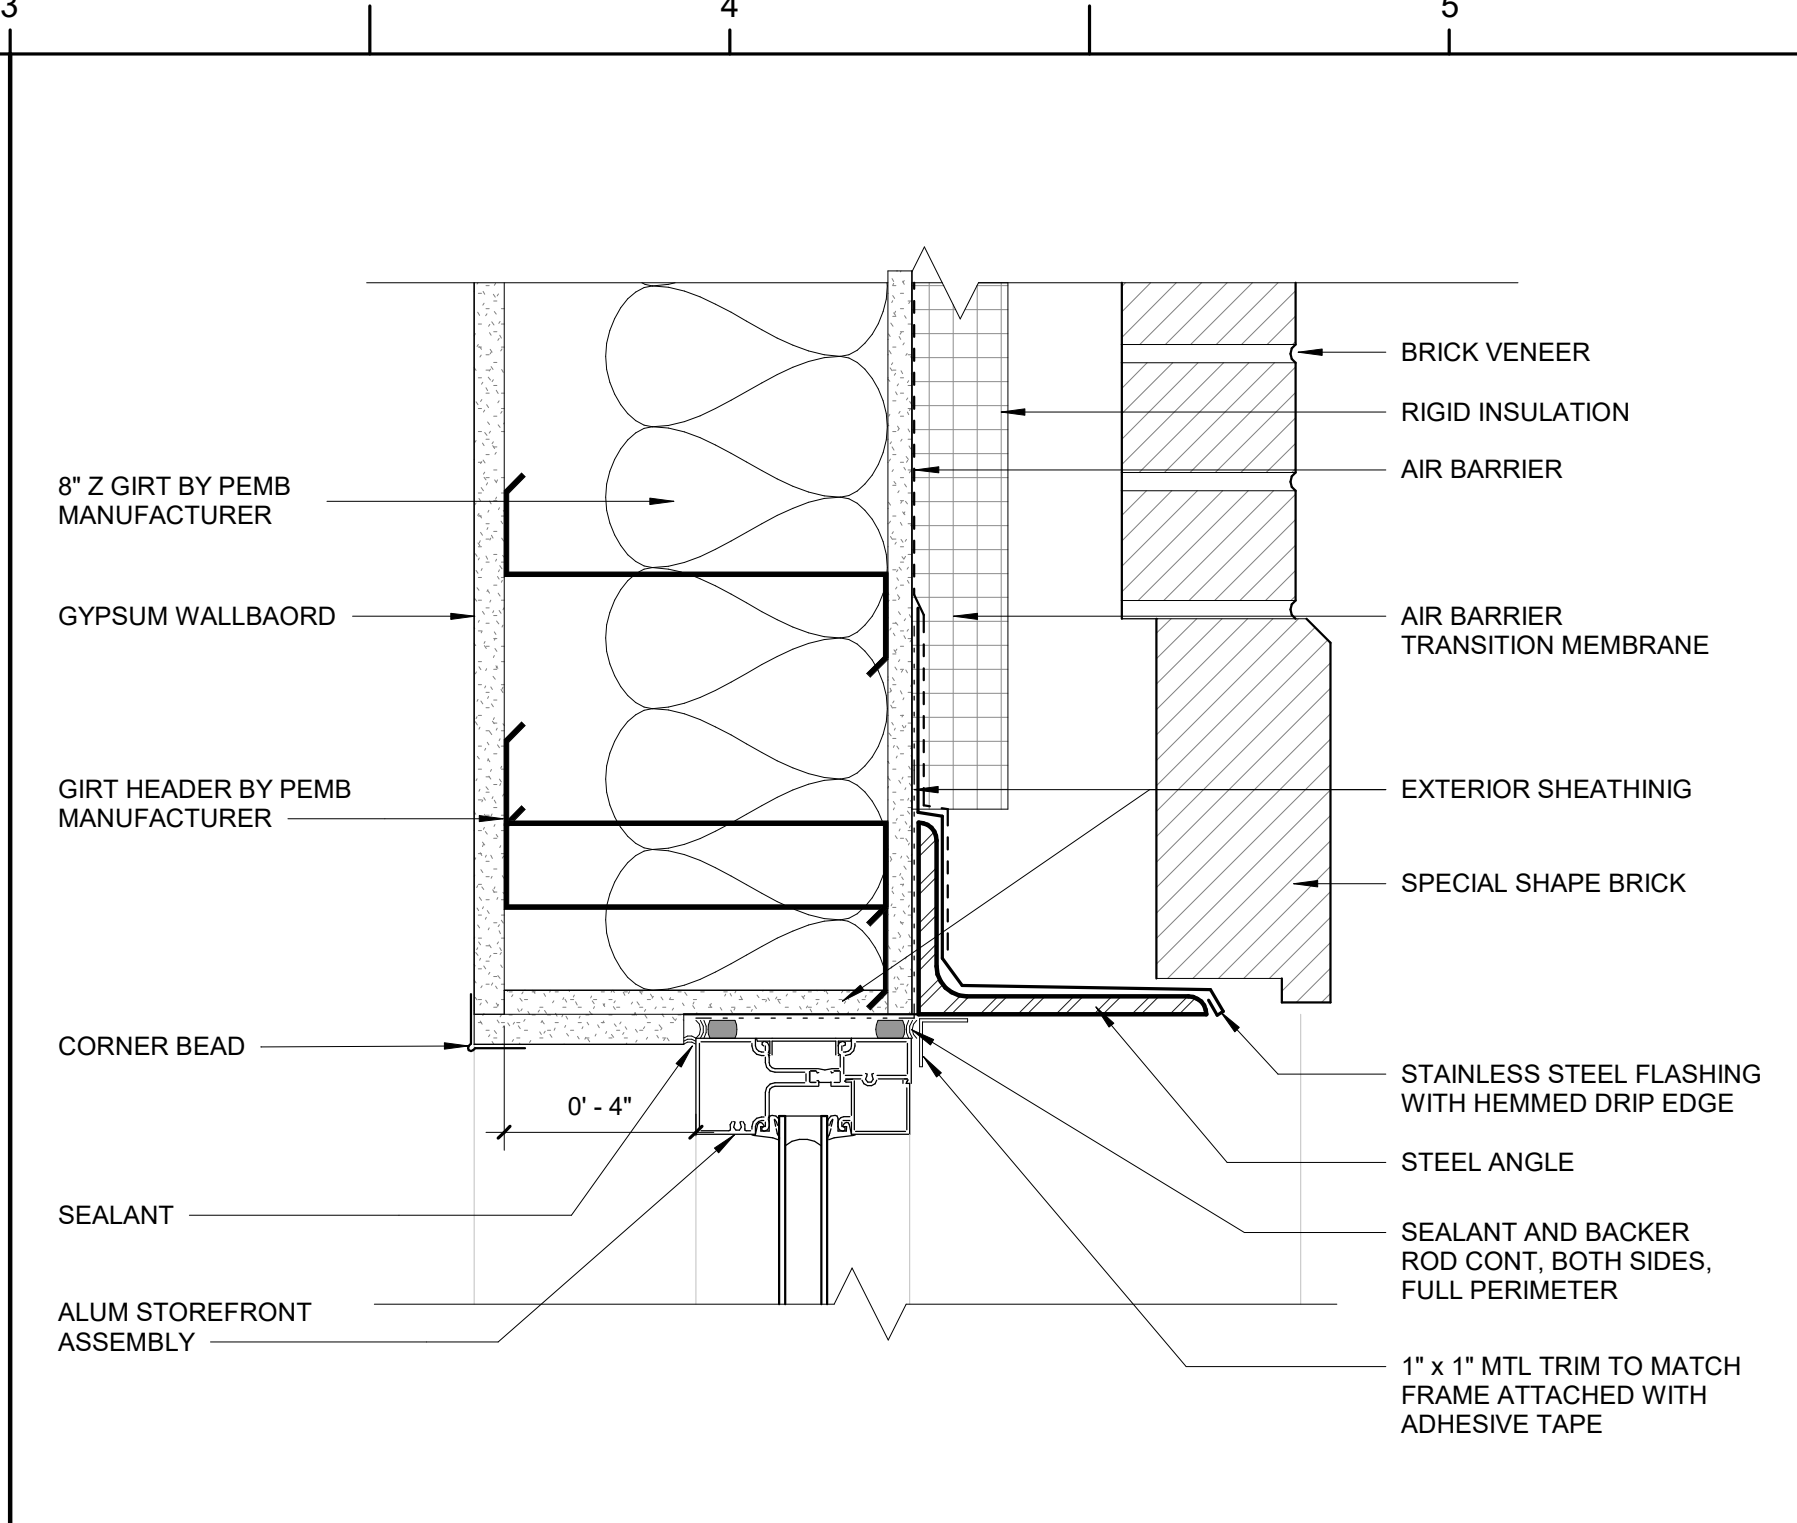 3
4
5
8" Z GIRT BY PEMB
MANUFACTURER
GYPSUM WALLBAORD
GIRT HEADER BY PEMB
MANUFACTURER
CORNER BEAD
0' - 4"
SEALANT
ALUM STOREFRONT
ASSEMBLY
BRICK VENEER
RIGID INSULATION
AIR BARRIER
AIR BARRIER
TRANSITION MEMBRANE
EXTERIOR SHEATHINIG
SPECIAL SHAPE BRICK
STAINLESS STEEL FLASHING
WITH HEMMED DRIP EDGE
STEEL ANGLE
SEALANT AND BACKER
ROD CONT, BOTH SIDES,
FULL PERIMETER
1" x 1" MTL TRIM TO MATCH
FRAME ATTACHED WITH
ADHESIVE TAPE